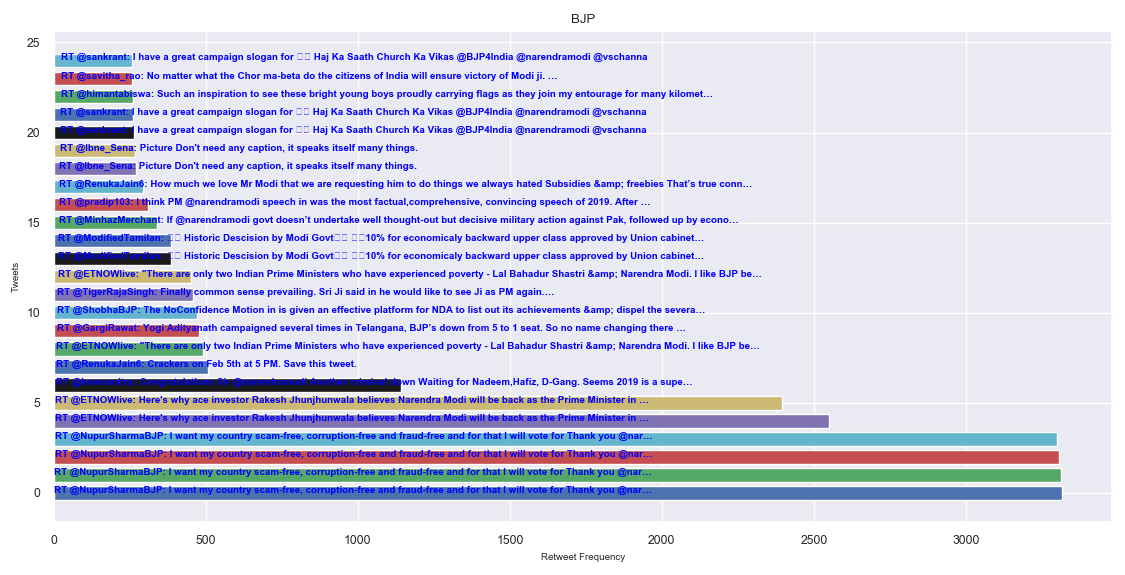 BJP
25
RT @sankrant: I have a great campaign slogan for Haj Ka Saath Church Ka Vikas @BJP4India @narendramodi @vschanna
RT @savitha_rao: No matter what the Chor ma-beta do the citizens of India will ensure victory of Modi ji. …
RT @himantabiswa: Such an inspiration to see these bright young boys proudly carrying flags as they join my entourage for many kilomet…
RT @sankrant: I have a great campaign slogan for Haj Ka Saath Church Ka Vikas @BJP4India @narendramodi @vschanna
20
RT @sankrant: I have a great campaign slogan for Haj Ka Saath Church Ka Vikas @BJP4India @narendramodi @vschanna
RT @Ibne_Sena: Picture Don't need any caption, it speaks itself many things.
RT @Ibne_Sena: Picture Don't need any caption, it speaks itself many things.
RT @RenukaJain6: How much we love Mr Modi that we are requesting him to do things we always hated Subsidies &amp; freebies That's true conn…
RT @pradip103: I think PM @narendramodi speech in was the most factual,comprehensive, convincing speech of 2019. After …
15
RT @MinhazMerchant: If @narendramodi govt doesn't undertake well thought-out but decisive military action against Pak, followed up by econo…
RT @ModifiedTamilan: Historic Descision by Modi Govt 10% for economicaly backward upper class approved by Union cabinet…
RT @ModifiedTamilan: Historic Descision by Modi Govt 10% for economicaly backward upper class approved by Union cabinet…
RT @ETNOWlive: "There are only two Indian Prime Ministers who have experienced poverty - Lal Bahadur Shastri &amp; Narendra Modi. I like BJP be…
Tweets
RT @TigerRajaSingh: Finally common sense prevailing. Sri Ji said in he would like to see Ji as PM again.…
10
RT @ShobhaBJP: The NoConfidence Motion in is given an effective platform for NDA to list out its achievements &amp; dispel the severa…
RT @GargiRawat: Yogi Adityanath campaigned several times in Telangana, BJP's down from 5 to 1 seat. So no name changing there …
RT @ETNOWlive: "There are only two Indian Prime Ministers who have experienced poverty - Lal Bahadur Shastri &amp; Narendra Modi. I like BJP be…
RT @RenukaJain6: Crackers on Feb 5th at 5 PM. Save this tweet.
down Waiting for Nadeem,Hafiz, D-Gang. Seems 2019 is a supe…
5
RT @ETNOWlive: Here's why ace investor Rakesh Jhunjhunwala believes Narendra Modi will be back as the Prime Minister in …
RT @ETNOWlive: Here's why ace investor Rakesh Jhunjhunwala believes Narendra Modi will be back as the Prime Minister in …
RT @NupurSharmaBJP: I want my country scam-free, corruption-free and fraud-free and for that I will vote for Thank you @nar…
RT @NupurSharmaBJP: I want my country scam-free, corruption-free and fraud-free and for that I will vote for Thank you @nar…
RT @NupurSharmaBJP: I want my country scam-free, corruption-free and fraud-free and for that I will vote for Thank you @nar…
0
RT @NupurSharmaBJP: I want my country scam-free, corruption-free and fraud-free and for that I will vote for Thank you @nar…
0 500 1000 1500 2000 2500 3000
Retweet Frequency